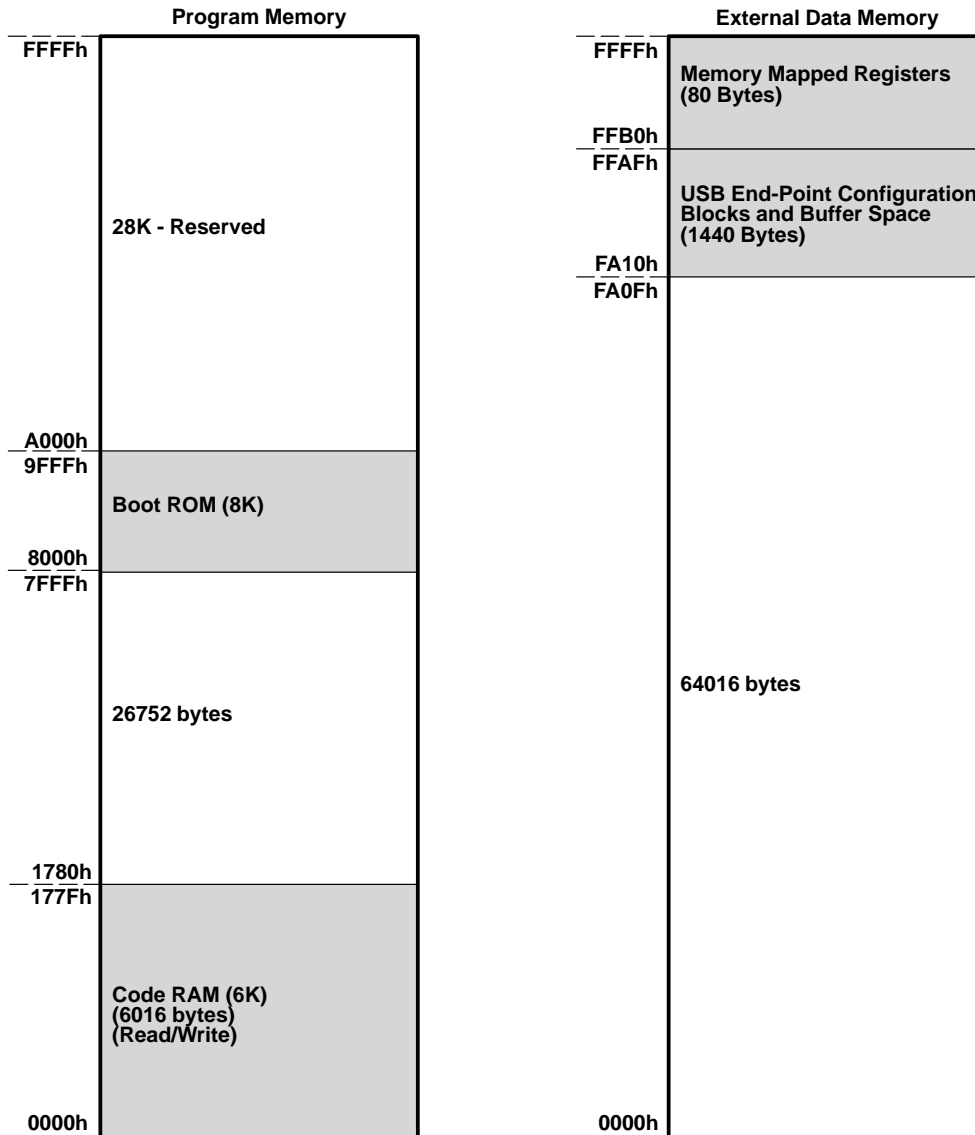 Program Memory
FFFFh
28K - Reserved
A000h
9FFFh
Boot ROM (8K)
8000h
7FFFh
26752 bytes
1780h
177Fh
Code RAM (6K)
(6016 bytes)
(Read/Write)
0000h
External Data Memory
FFFFh
Memory Mapped Registers
(80 Bytes)
FFB0h
FFAFh
USB End-Point Configuration
Blocks and Buffer Space
(1440 Bytes)
FA10h
FA0Fh
64016 bytes
0000h